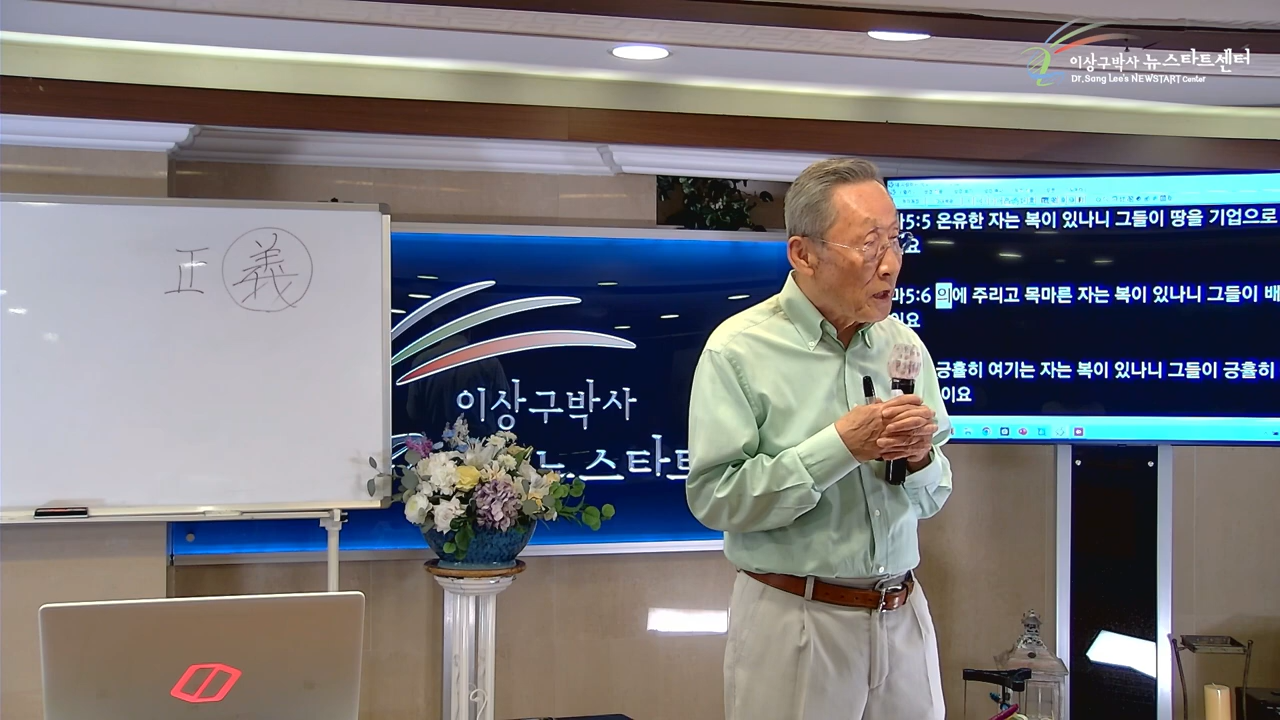 이상구박사 뉴스타트센터
Dr. Sang Lee's NEWSTART Center
正義
이상구박사
뉴스타트
마5:5 온유한 자는 복이 있나니 그들이 땅을 기업으로
요
마5:6 의에 주리고 목마른 자는 복이 있나니 그들이 배
이요
긍휼히 여기는 자는 복이 있나니 그들이 긍휼히
이요